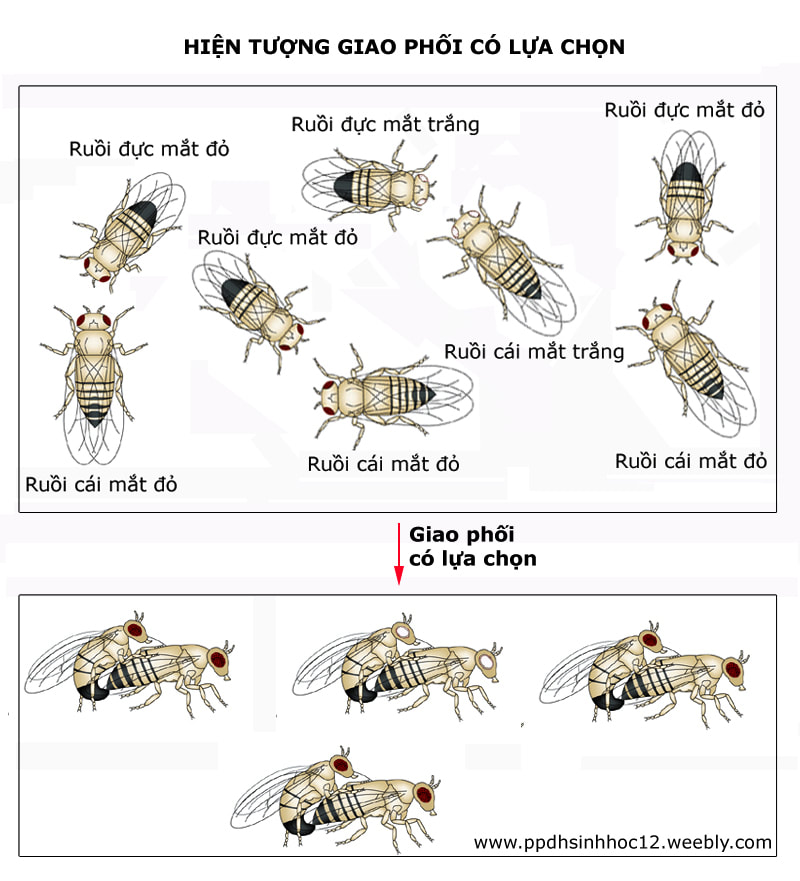 HIỆN TƯỢNG GIAO PHỐI CÓ LỰA CHỌN
Ruồi đực mắt đỏ
Ruồi đực mắt trắng
Ruồi đực mắt đỏ
Ruồi đực mắt đỏ
Ruồi cái mắt trắng
Ruồi cái mắt đỏ
Ruồi cái mắt đỏ
Ruồi cái mắt đỏ
Giao phối
có lựa chọn
www.ppdhsinhhoc12.weebly.com